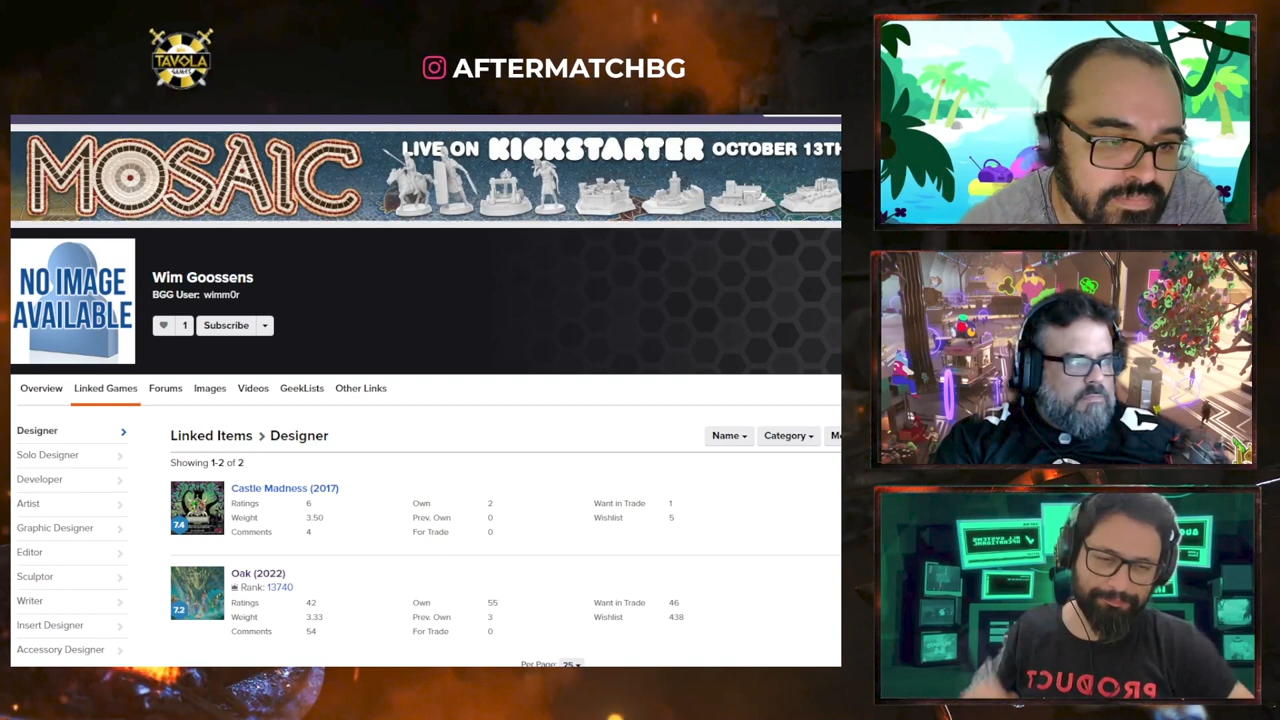 TAVOLA
GAMES
AFTERMATCHBG
MOSAIC
LIVE ON KICKSTARTER OCTOBER 13TH
NO IMAGE
AVAILABLE
Wim Goossens
BGG User: wimm0r
1 Subscribe
Overview Linked Games Forums Images Videos GeekLists Other Links
Designer
Solo Designer
Developer
Artist
Graphic Designer
Editor
Sculptor
Writer
Insert Designer
Accessory Designer
Linked Items > Designer
Name Category
Showing 1-2 of 2
Castle Madness (2017)
Ratings 6 Own 2 Want in Trade 1
Weight 3.50 Prev. Own 0 Wishlist 5
Comments 4 For Trade 0
7.4
Oak (2022)
Rank: 13740
Ratings 42 Own 55 Want in Trade 46
Weight 3.33 Prev. Own 3 Wishlist 438
Comments 54 For Trade 0
7.2
Per Page: 25
ALL SYSTEMS
OPERATIONAL
PRODUCT